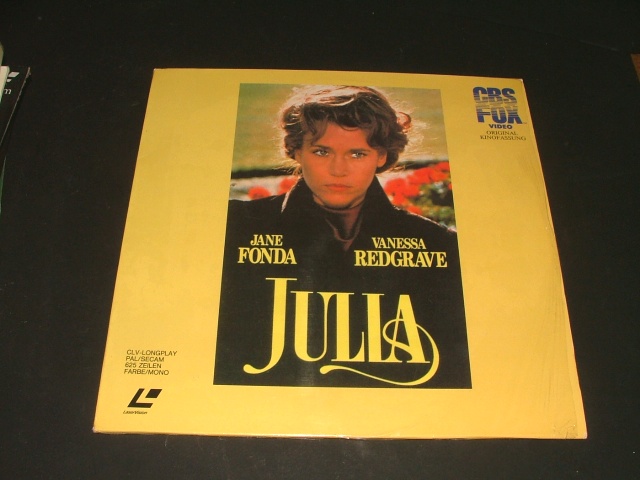 CBS
FOX
VIDEO
ORIGINAL
KINOFASSUNG
JANE
FONDA
VANESSA
REDGRAVE
JULIA
CLV-LONGPLAY
PAL/SECAM
625 ZEILEN
FARBE/MONO
LaserVision